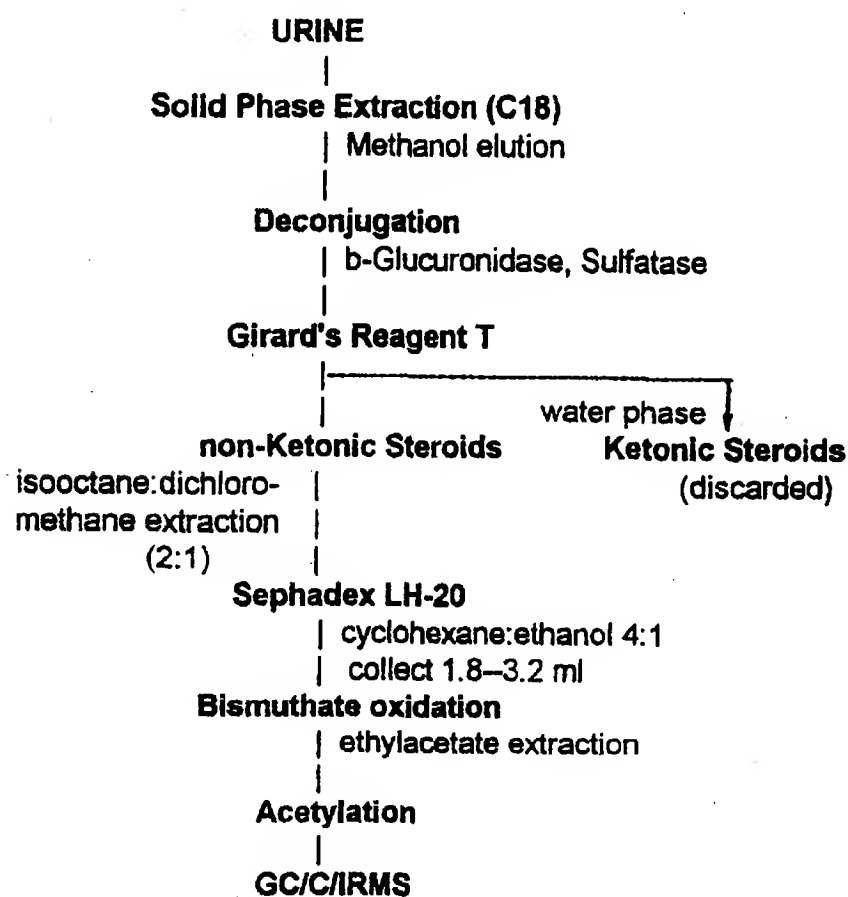 URINE
Solid Phase Extraction (C18)
Methanol elution
Deconjugation
b-Glucuronidase, Sulfatase
Girard's Reagent T
water phase
non-Ketonic Steroids
Ketonic Steroids
(discarded)
isooctane:dichloro-
methane extraction
(2:1)
Sephadex LH-20
cyclohexane:ethanol 4:1
collect 1.8–3.2 ml
Bismuthate oxidation
ethylacetate extraction
Acetylation
GC/C/IRMS